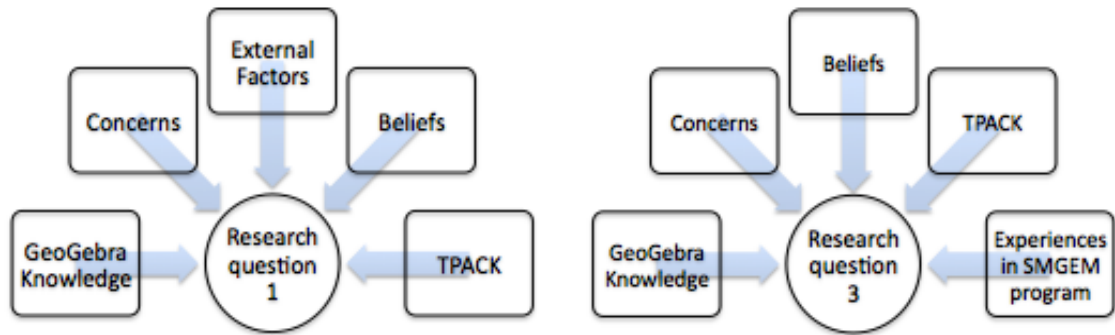 External
Factors
Concerns
Beliefs
GeoGebra
Knowledge
Research
question
1
TPACK
Beliefs
Concerns
TPACK
GeoGebra
Knowledge
Research
question
3
Experiences
in SMGEM
program